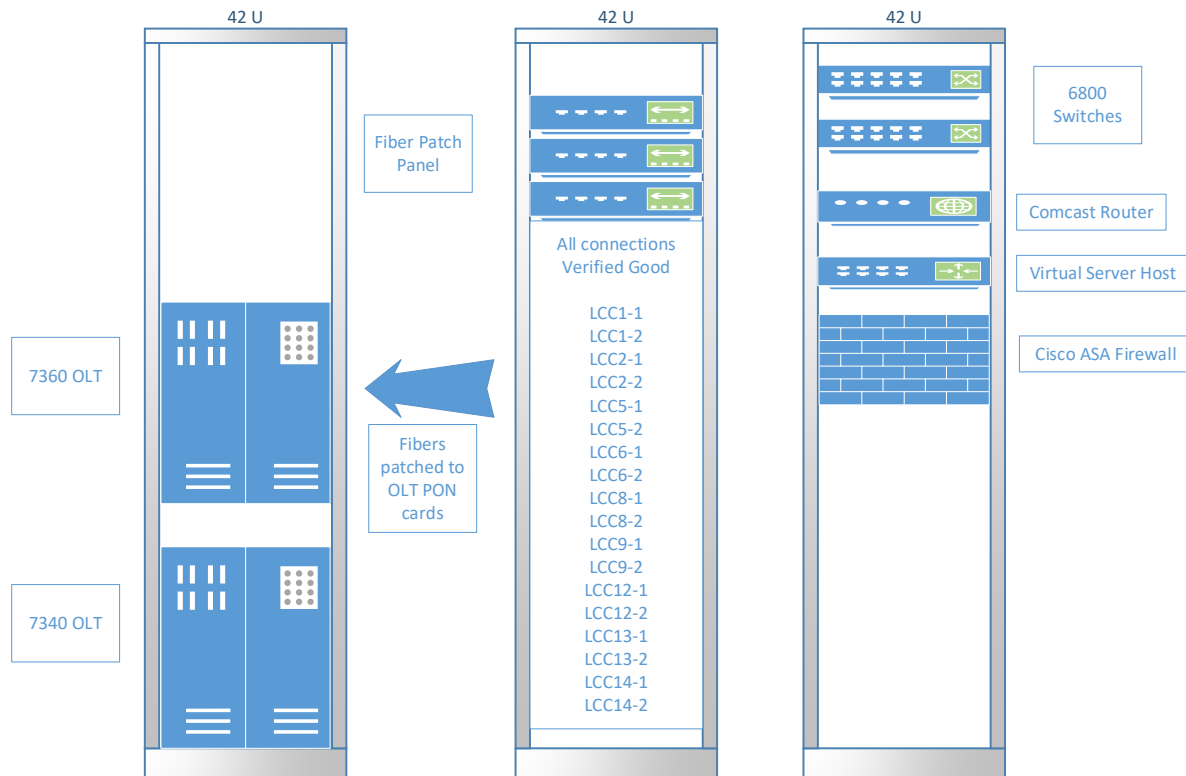 42 U
42 U
42 U
7360 OLT
7340 OLT
Fiber Patch
Panel
Fibers
patched to
OLT PON
cards
All connections
Verified Good
LCC1-1
LCC1-2
LCC2-1
LCC2-2
LCC5-1
LCC5-2
LCC6-1
LCC6-2
LCC8-1
LCC8-2
LCC9-1
LCC9-2
LCC12-1
LCC12-2
LCC13-1
LCC13-2
LCC14-1
LCC14-2
6800
Switches
Comcast Router
Virtual Server Host
Cisco ASA Firewall